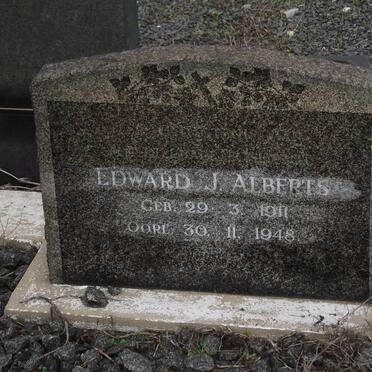 EDWARD J. ALBERTS
GEB. 29. 3. 1911
OORL. 30. 11. 1948.